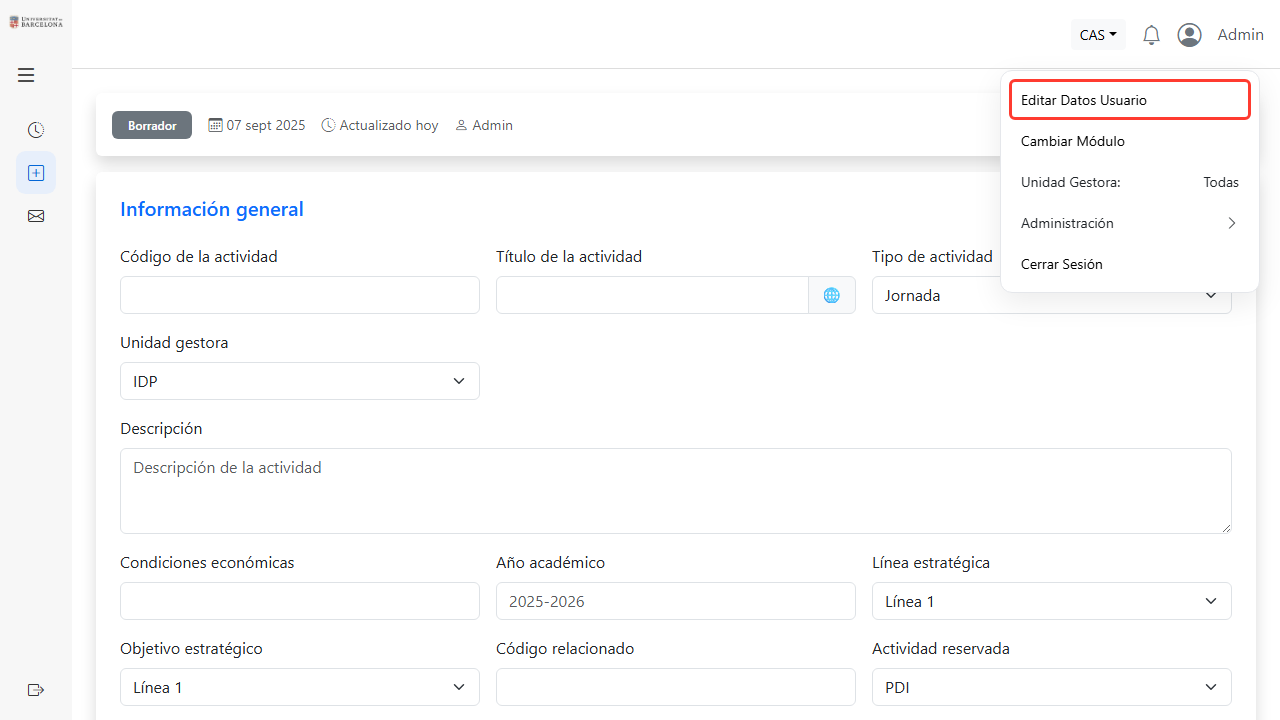 UNIVERSITAT DE
BARCELONA
CAS
Admin
Editar Datos Usuario
Cambiar Módulo
Unidad Gestora: Todas
Administración
Cerrar Sesión
Borrador
07 sept 2025
Actualizado hoy
Admin
Información general
Código de la actividad
Título de la actividad
Tipo de actividad
Jornada
Unidad gestora
IDP
Descripción
Descripción de la actividad
Condiciones económicas
Año académico
Línea estratégica
2025-2026
Línea 1
Objetivo estratégico
Código relacionado
Actividad reservada
Línea 1
PDI